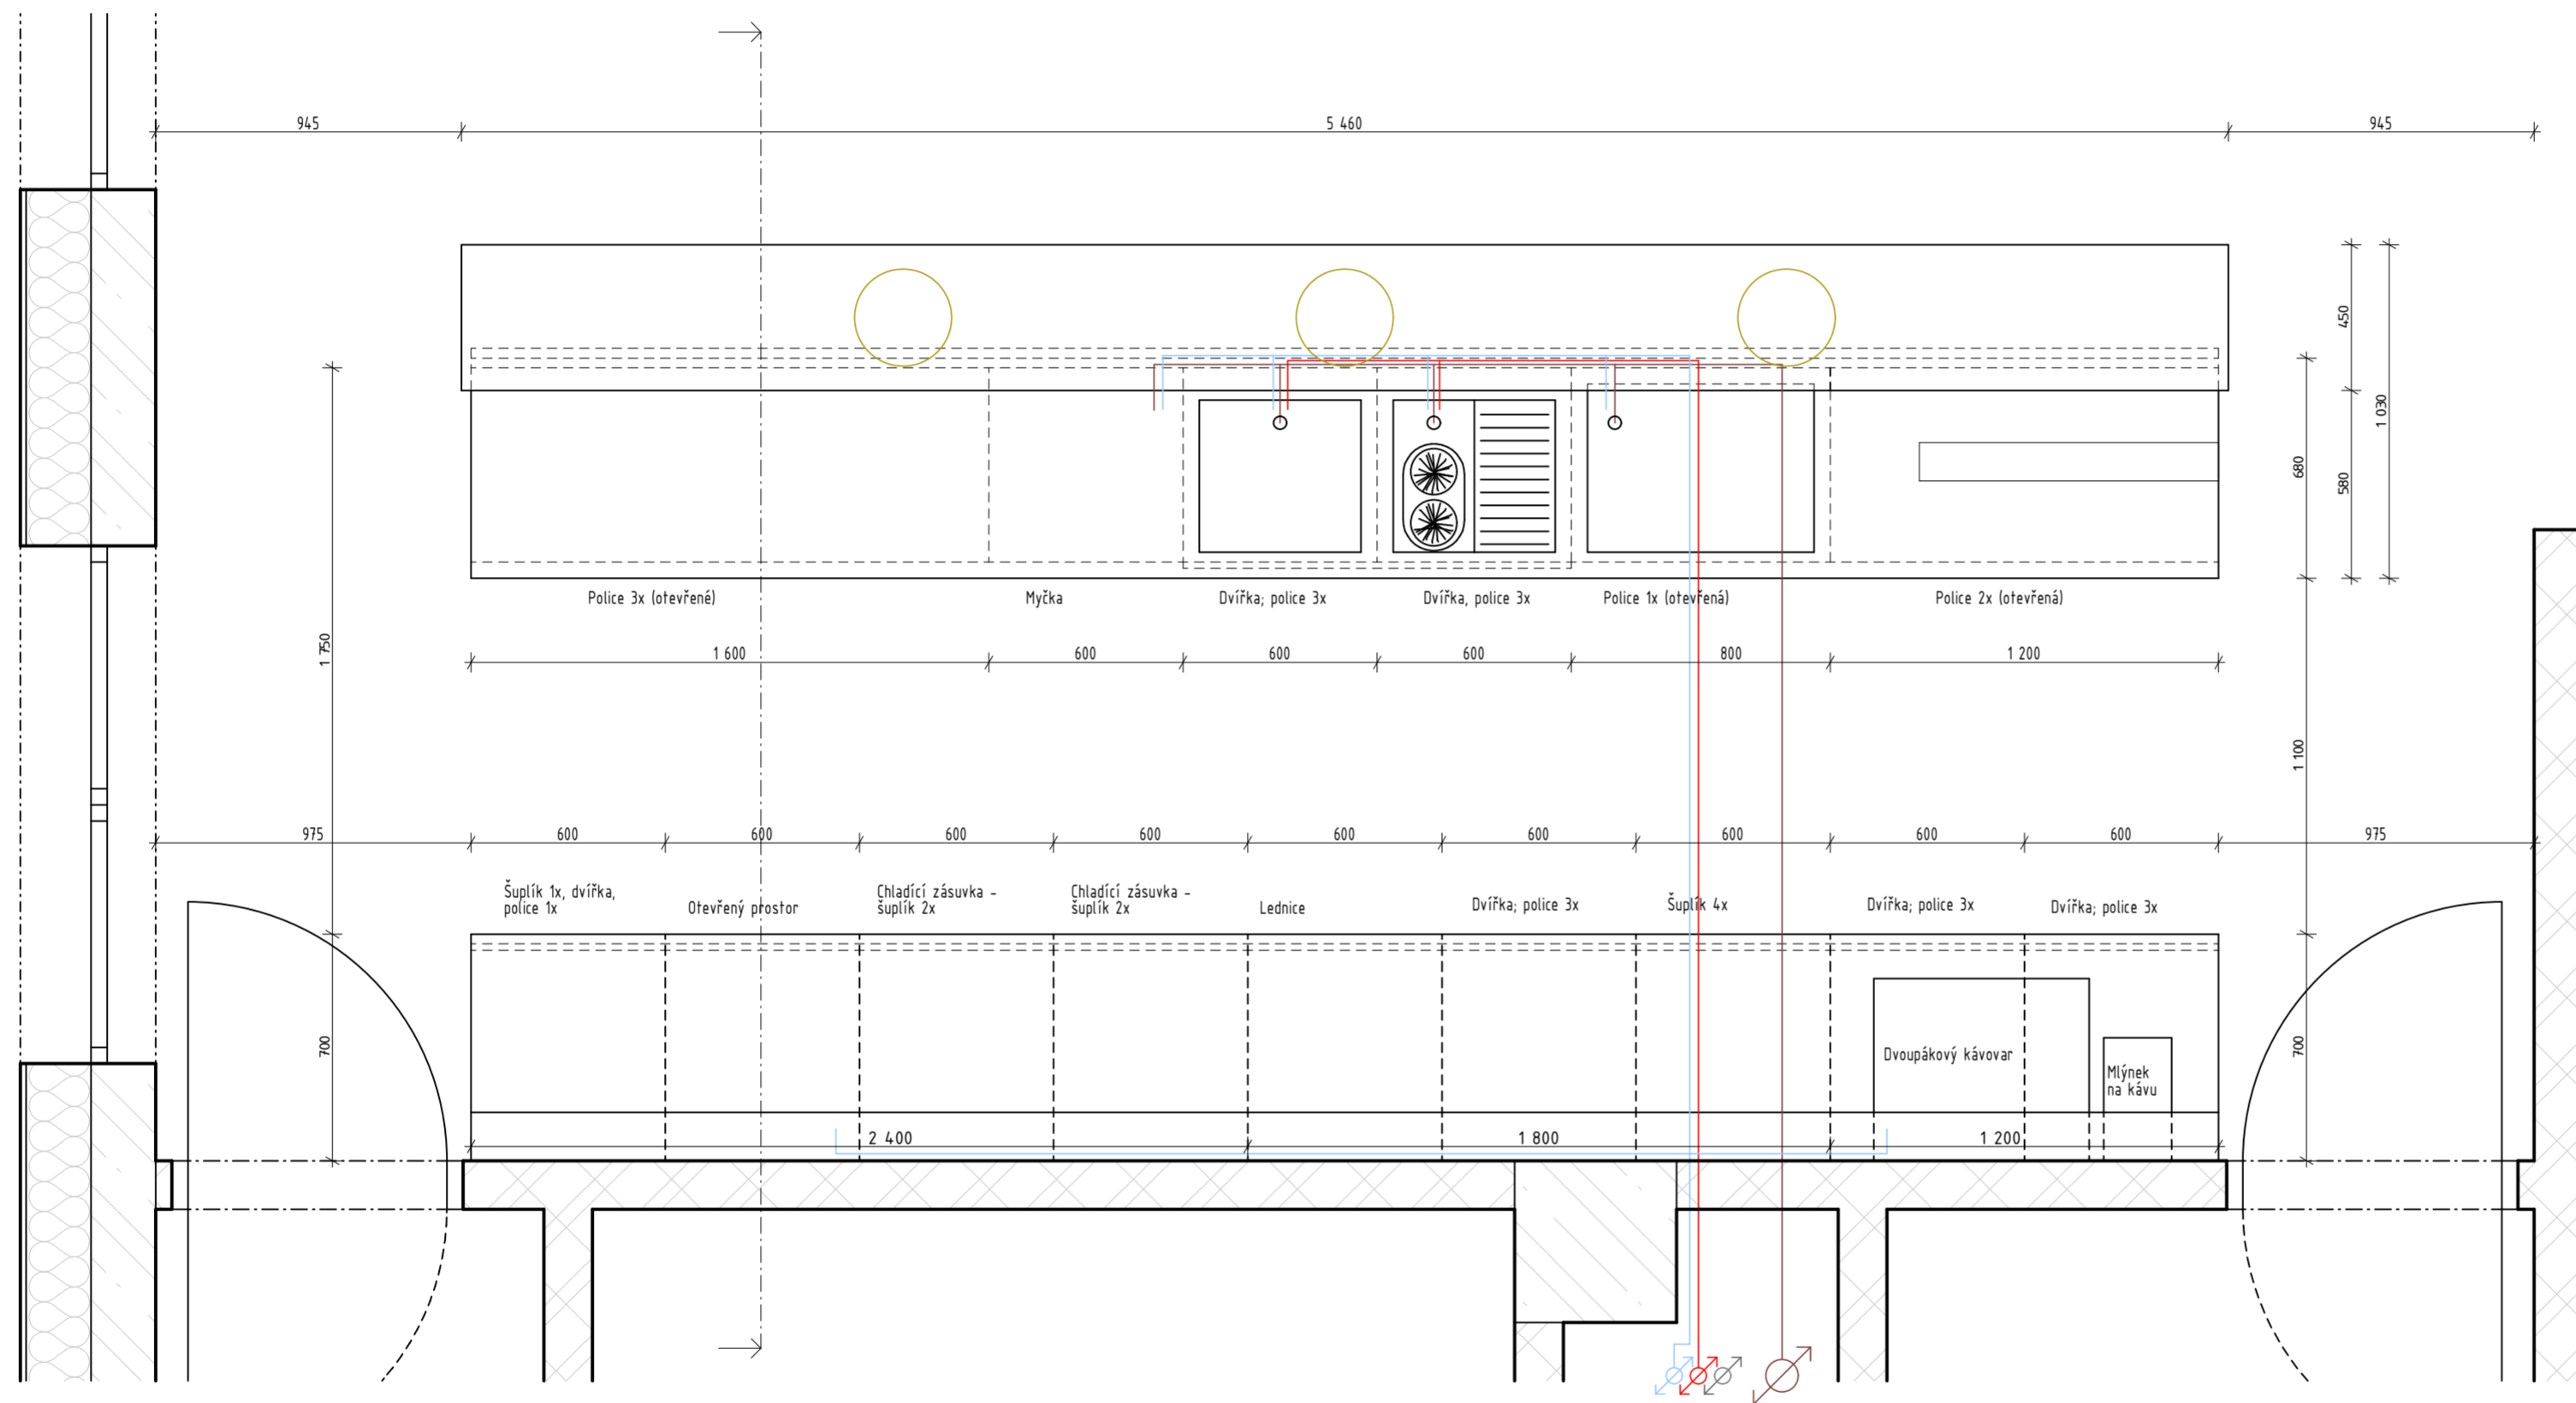 945
5 460
945
450
1 030
680
580
Police 3x (otevřené)
Myčka
Dvířka; police 3x
Dvířka, police 3x
Police 1x (otevřená)
Police 2x (otevřená)
1 750
1 600
600
600
600
800
1 200
1 100
975
600
600
600
600
600
600
600
600
600
975
Šuplík 1x, dvířka,
police 1x
Otevřený prostor
Chladící zásuvka -
šuplík 2x
Chladící zásuvka -
šuplík 2x
Lednice
Dvířka; police 3x
Šuplík 4x
Dvířka; police 3x
Dvířka; police 3x
700
700
Dvoupákový kávovar
Mlýnek
na kávu
2 400
1 800
1 200